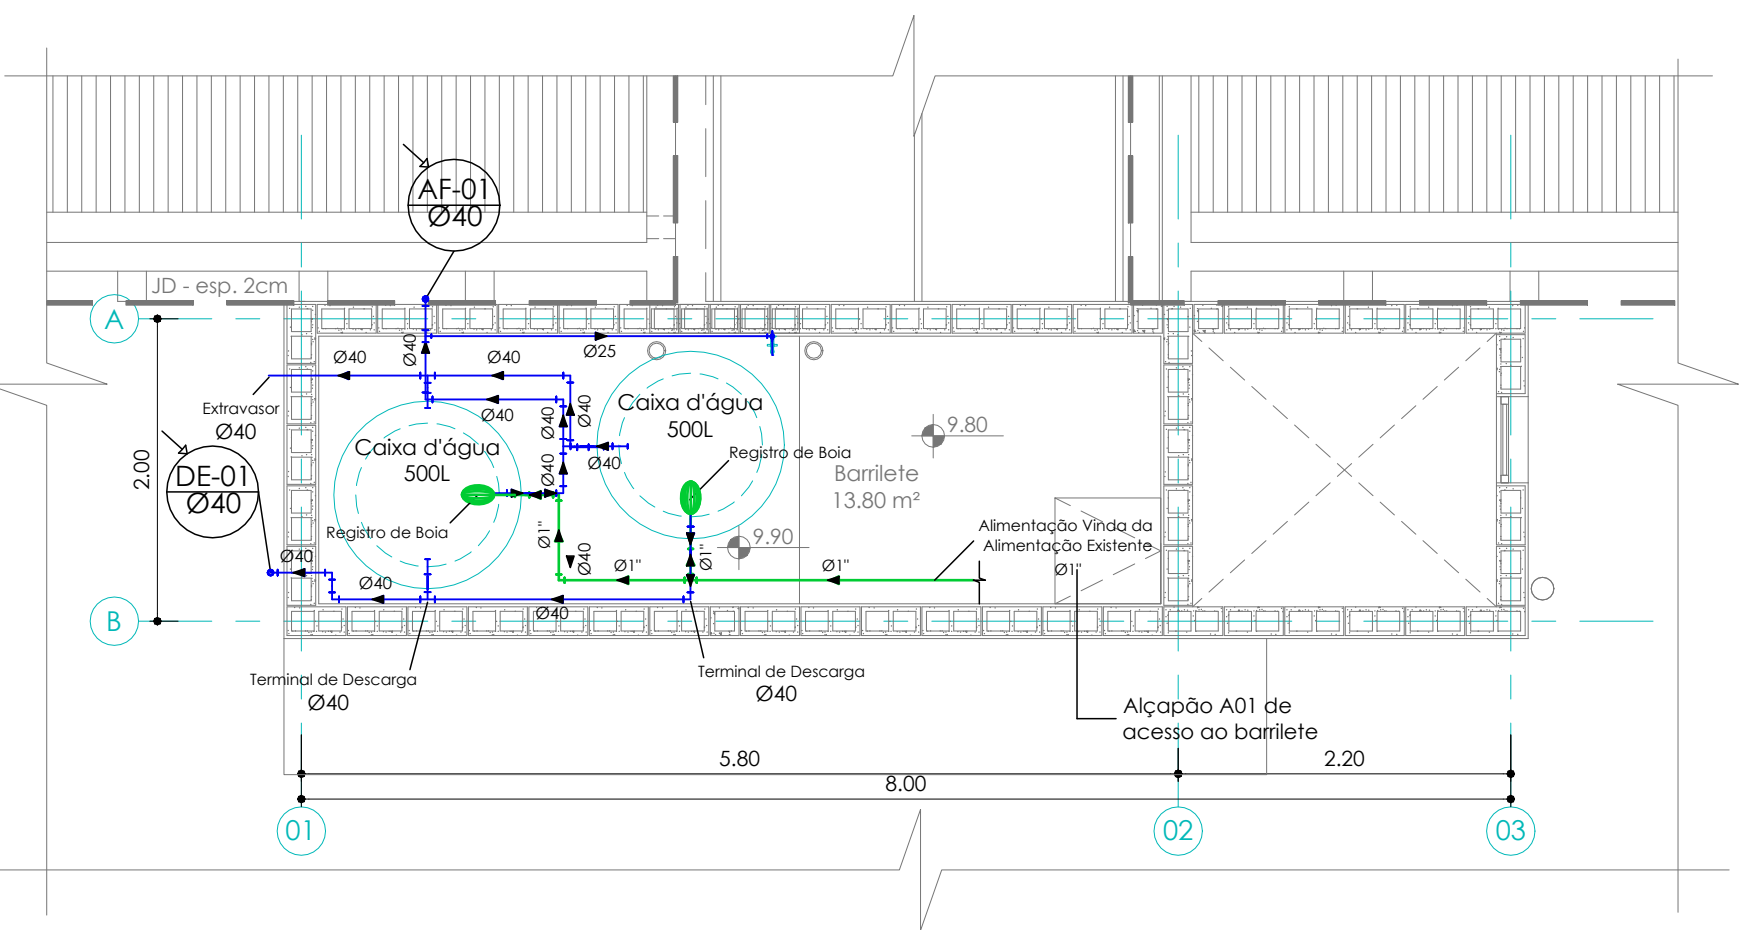 AF-01
Ø40
JD - esp. 2cm
A
Ø40
Ø40
Ø40
Ø25
Extravasor
Ø40
Ø40
Ø40
Ø40
Caixa d'água
500L
Caixa d'água
500L
Ø40
Ø40
Registro de Boia
9.80
Barrilete
13.80 m²
2.00
DE-01
Ø40
Registro de Boia
Ø1"
Ø40
Ø1"
9.90
Alimentação Vinda da
Alimentação Existente
Ø1"
Ø40
Ø40
Ø1"
Ø1"
Ø40
B
Terminal de Descarga
Ø40
Terminal de Descarga
Ø40
Alçapão A01 de
acesso ao barrilete
5.80
2.20
8.00
01
02
03